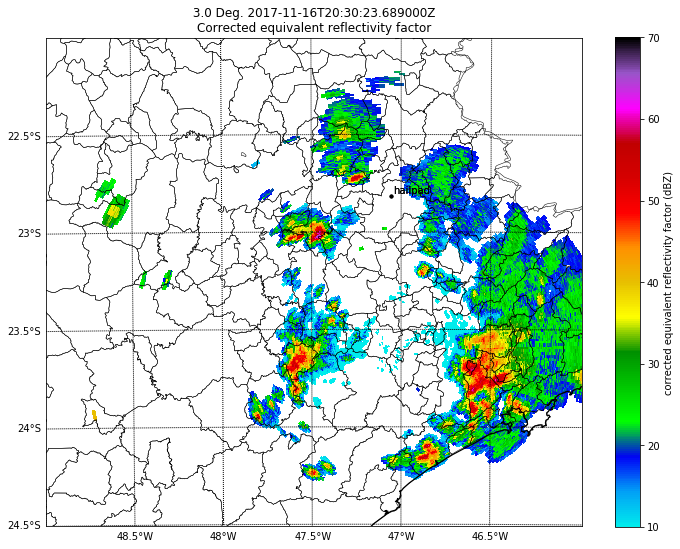 3.0 Deg. 2017-11-16T20:30:23.689000Z
Corrected equivalent reflectivity factor
22.5°S
23°S
23.5°S
24°S
24.5°S
48.5°W
48°W
47.5°W
47°W
46.5°W
70
60
50
40
30
20
10
corrected equivalent reflectivity factor (dBZ)